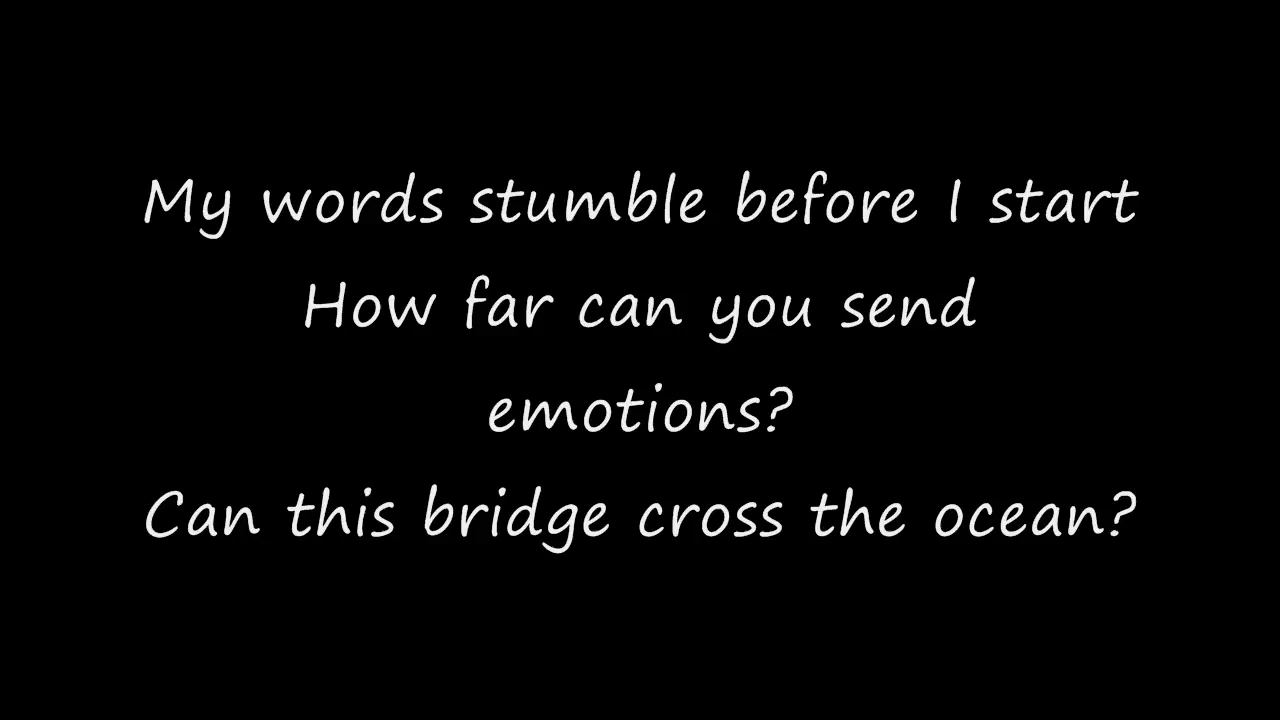 My words stumble before I start
How far can you send
emotions?
Can this bridge cross the ocean?